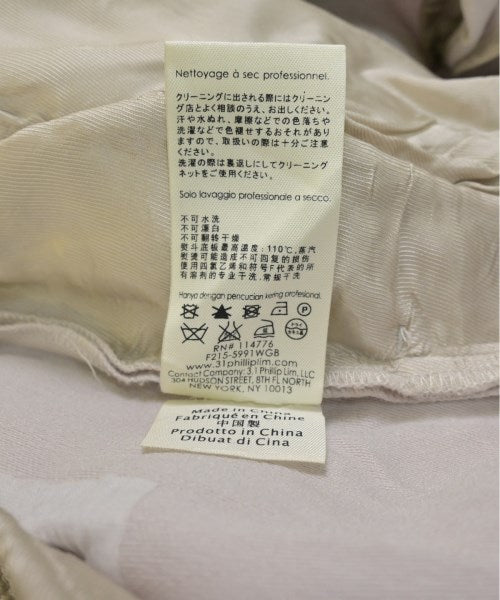 Nettoyage à sec professionnel.
クリーニングに出される際にはクリーニン
グ店とよく相談のうえ、お出しください。
汗や水ぬれ、摩擦などでの色落ちや
洗濯などで色褪せするおそれがあり
ますので、取扱いの際は十分ご注意
ください。
洗濯の際は裏返しにしてクリーニング
ネットをご使用ください。
Solo lavaggio professionale a secco.
不可水洗
不可漂白
不可翻转干燥
熨斗底板最高温度:110℃,蒸汽
熨烫可能造成不可回复的损伤
使用四氯乙烯和符号F代表的所
有溶剂的专业干洗,常规干洗
Hanya dengan pencucian kering profesional.
P
ドライ
RN# 114776
F215-5991WGB
www.31philliplim.com
Contact Company: 3.1 Phillip Lim, LLC
304 HUDSON STREET, 8TH FL NORTH
NEW YORK, NY 10013
Made in China
Fabriqué en Chine
中国製
Prodotto in China
Dibuat di Cina